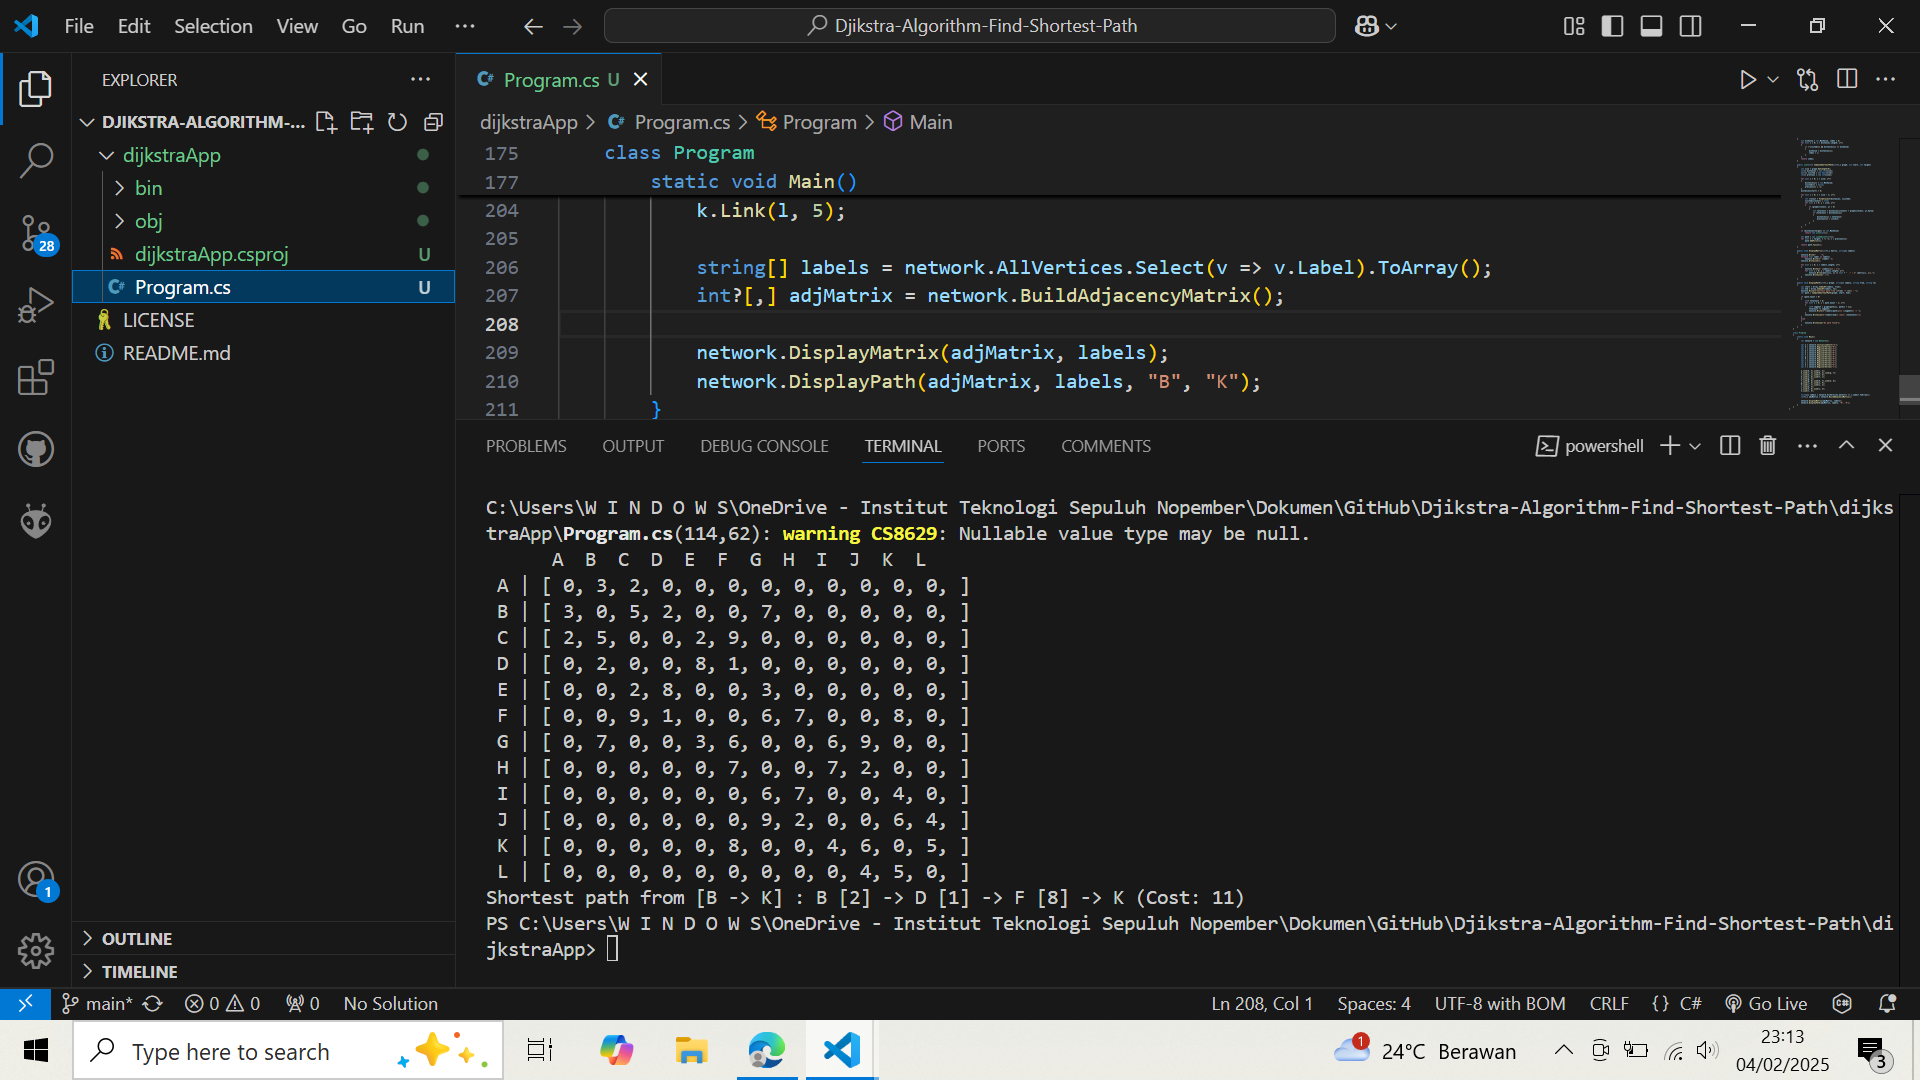 File Edit Selection View Go Run ···
Djikstra-Algorithm-Find-Shortest-Path
EXPLORER
DJIKSTRA-ALGORITHM-...
dijkstraApp
bin
obj
dijkstraApp.csproj U
Program.cs U
LICENSE
README.md
OUTLINE
TIMELINE
28
1
Program.cs U
dijkstraApp > Program.cs > Program > Main
175 class Program
177 static void Main()
204 k.Link(l, 5);
205
206 string[] labels = network.AllVertices.Select(v => v.Label).ToArray();
207 int?[,] adjMatrix = network.BuildAdjacencyMatrix();
208
209 network.DisplayMatrix(adjMatrix, labels);
210 network.DisplayPath(adjMatrix, labels, "B", "K");
211 }
PROBLEMS OUTPUT DEBUG CONSOLE TERMINAL PORTS COMMENTS
powershell
C:\Users\W I N D O W S\OneDrive - Institut Teknologi Sepuluh Nopember\Dokumen\GitHub\Djikstra-Algorithm-Find-Shortest-Path\dijks
traApp\Program.cs(114,62): warning CS8629: Nullable value type may be null.
A B C D E F G H I J K L
A | [ 0, 3, 2, 0, 0, 0, 0, 0, 0, 0, 0, 0, ]
B | [ 3, 0, 5, 2, 0, 0, 7, 0, 0, 0, 0, 0, ]
C | [ 2, 5, 0, 0, 2, 9, 0, 0, 0, 0, 0, 0, ]
D | [ 0, 2, 0, 0, 8, 1, 0, 0, 0, 0, 0, 0, ]
E | [ 0, 0, 2, 8, 0, 0, 3, 0, 0, 0, 0, 0, ]
F | [ 0, 0, 9, 1, 0, 0, 6, 7, 0, 0, 8, 0, ]
G | [ 0, 7, 0, 0, 3, 6, 0, 0, 6, 9, 0, 0, ]
H | [ 0, 0, 0, 0, 0, 7, 0, 0, 7, 2, 0, 0, ]
I | [ 0, 0, 0, 0, 0, 0, 6, 7, 0, 0, 4, 0, ]
J | [ 0, 0, 0, 0, 0, 0, 9, 2, 0, 0, 6, 4, ]
K | [ 0, 0, 0, 0, 0, 8, 0, 0, 4, 6, 0, 5, ]
L | [ 0, 0, 0, 0, 0, 0, 0, 0, 0, 4, 5, 0, ]
Shortest path from [B -> K] : B [2] -> D [1] -> F [8] -> K (Cost: 11)
PS C:\Users\W I N D O W S\OneDrive - Institut Teknologi Sepuluh Nopember\Dokumen\GitHub\Djikstra-Algorithm-Find-Shortest-Path\di
jkstraApp>
main* 0 0 0 No Solution Ln 208, Col 1 Spaces: 4 UTF-8 with BOM CRLF {} C# Go Live
Type here to search
1 24°C Berawan
23:13
04/02/2025
3